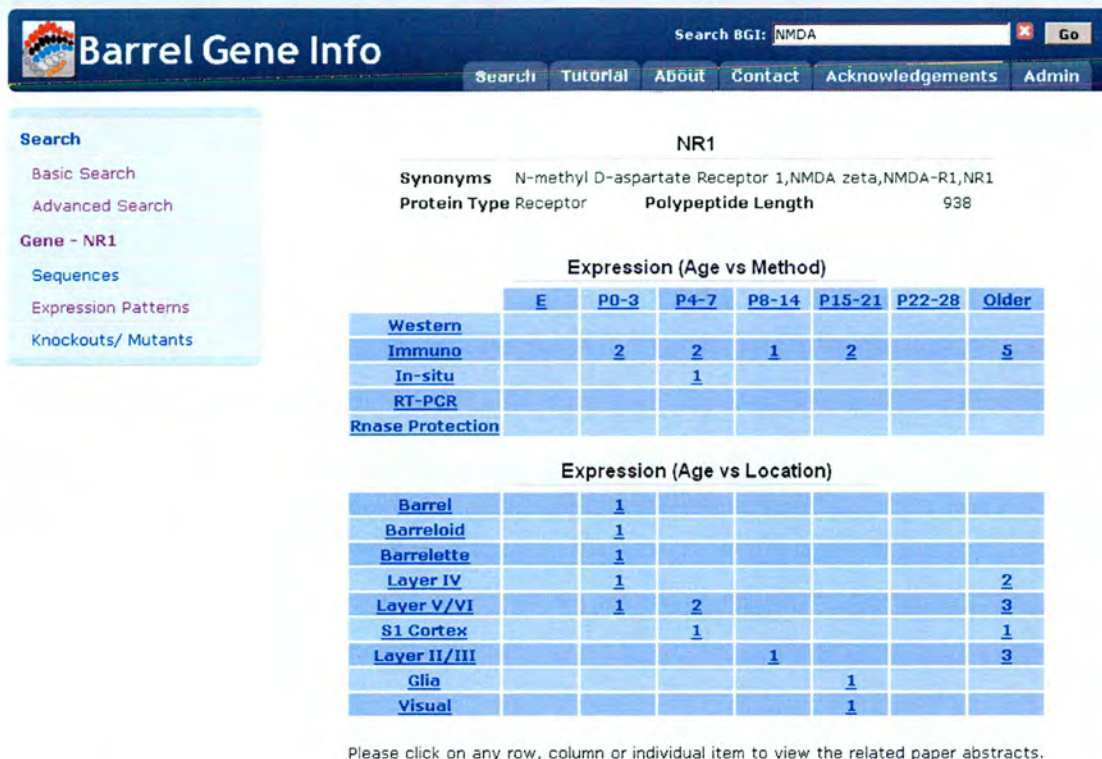 Barrel Gene Info
Search BGI: NMDA Go
Search Tutorial About Contact Acknowledgements Admin
Search
Basic Search
Advanced Search
Gene - NR1
Sequences
Expression Patterns
Knockouts/ Mutants
NR1
Synonyms N-methyl D-aspartate Receptor 1,NMDA zeta,NMDA-R1,NR1
Protein Type Receptor Polypeptide Length 938
Expression (Age vs Method)
E P0-3 P4-7 P8-14 P15-21 P22-28 Older
Western
Immuno 2 2 1 2 5
In-situ 1
RT-PCR
Rnase Protection
Expression (Age vs Location)
Barrel 1
Barreloid 1
Barrelette 1
Layer IV 1 2
Layer V/VI 1 2 3
S1 Cortex 1 1
Layer II/III 1 3
Glia 1
Visual 1
Please click on any row, column or individual item to view the related paper abstracts.